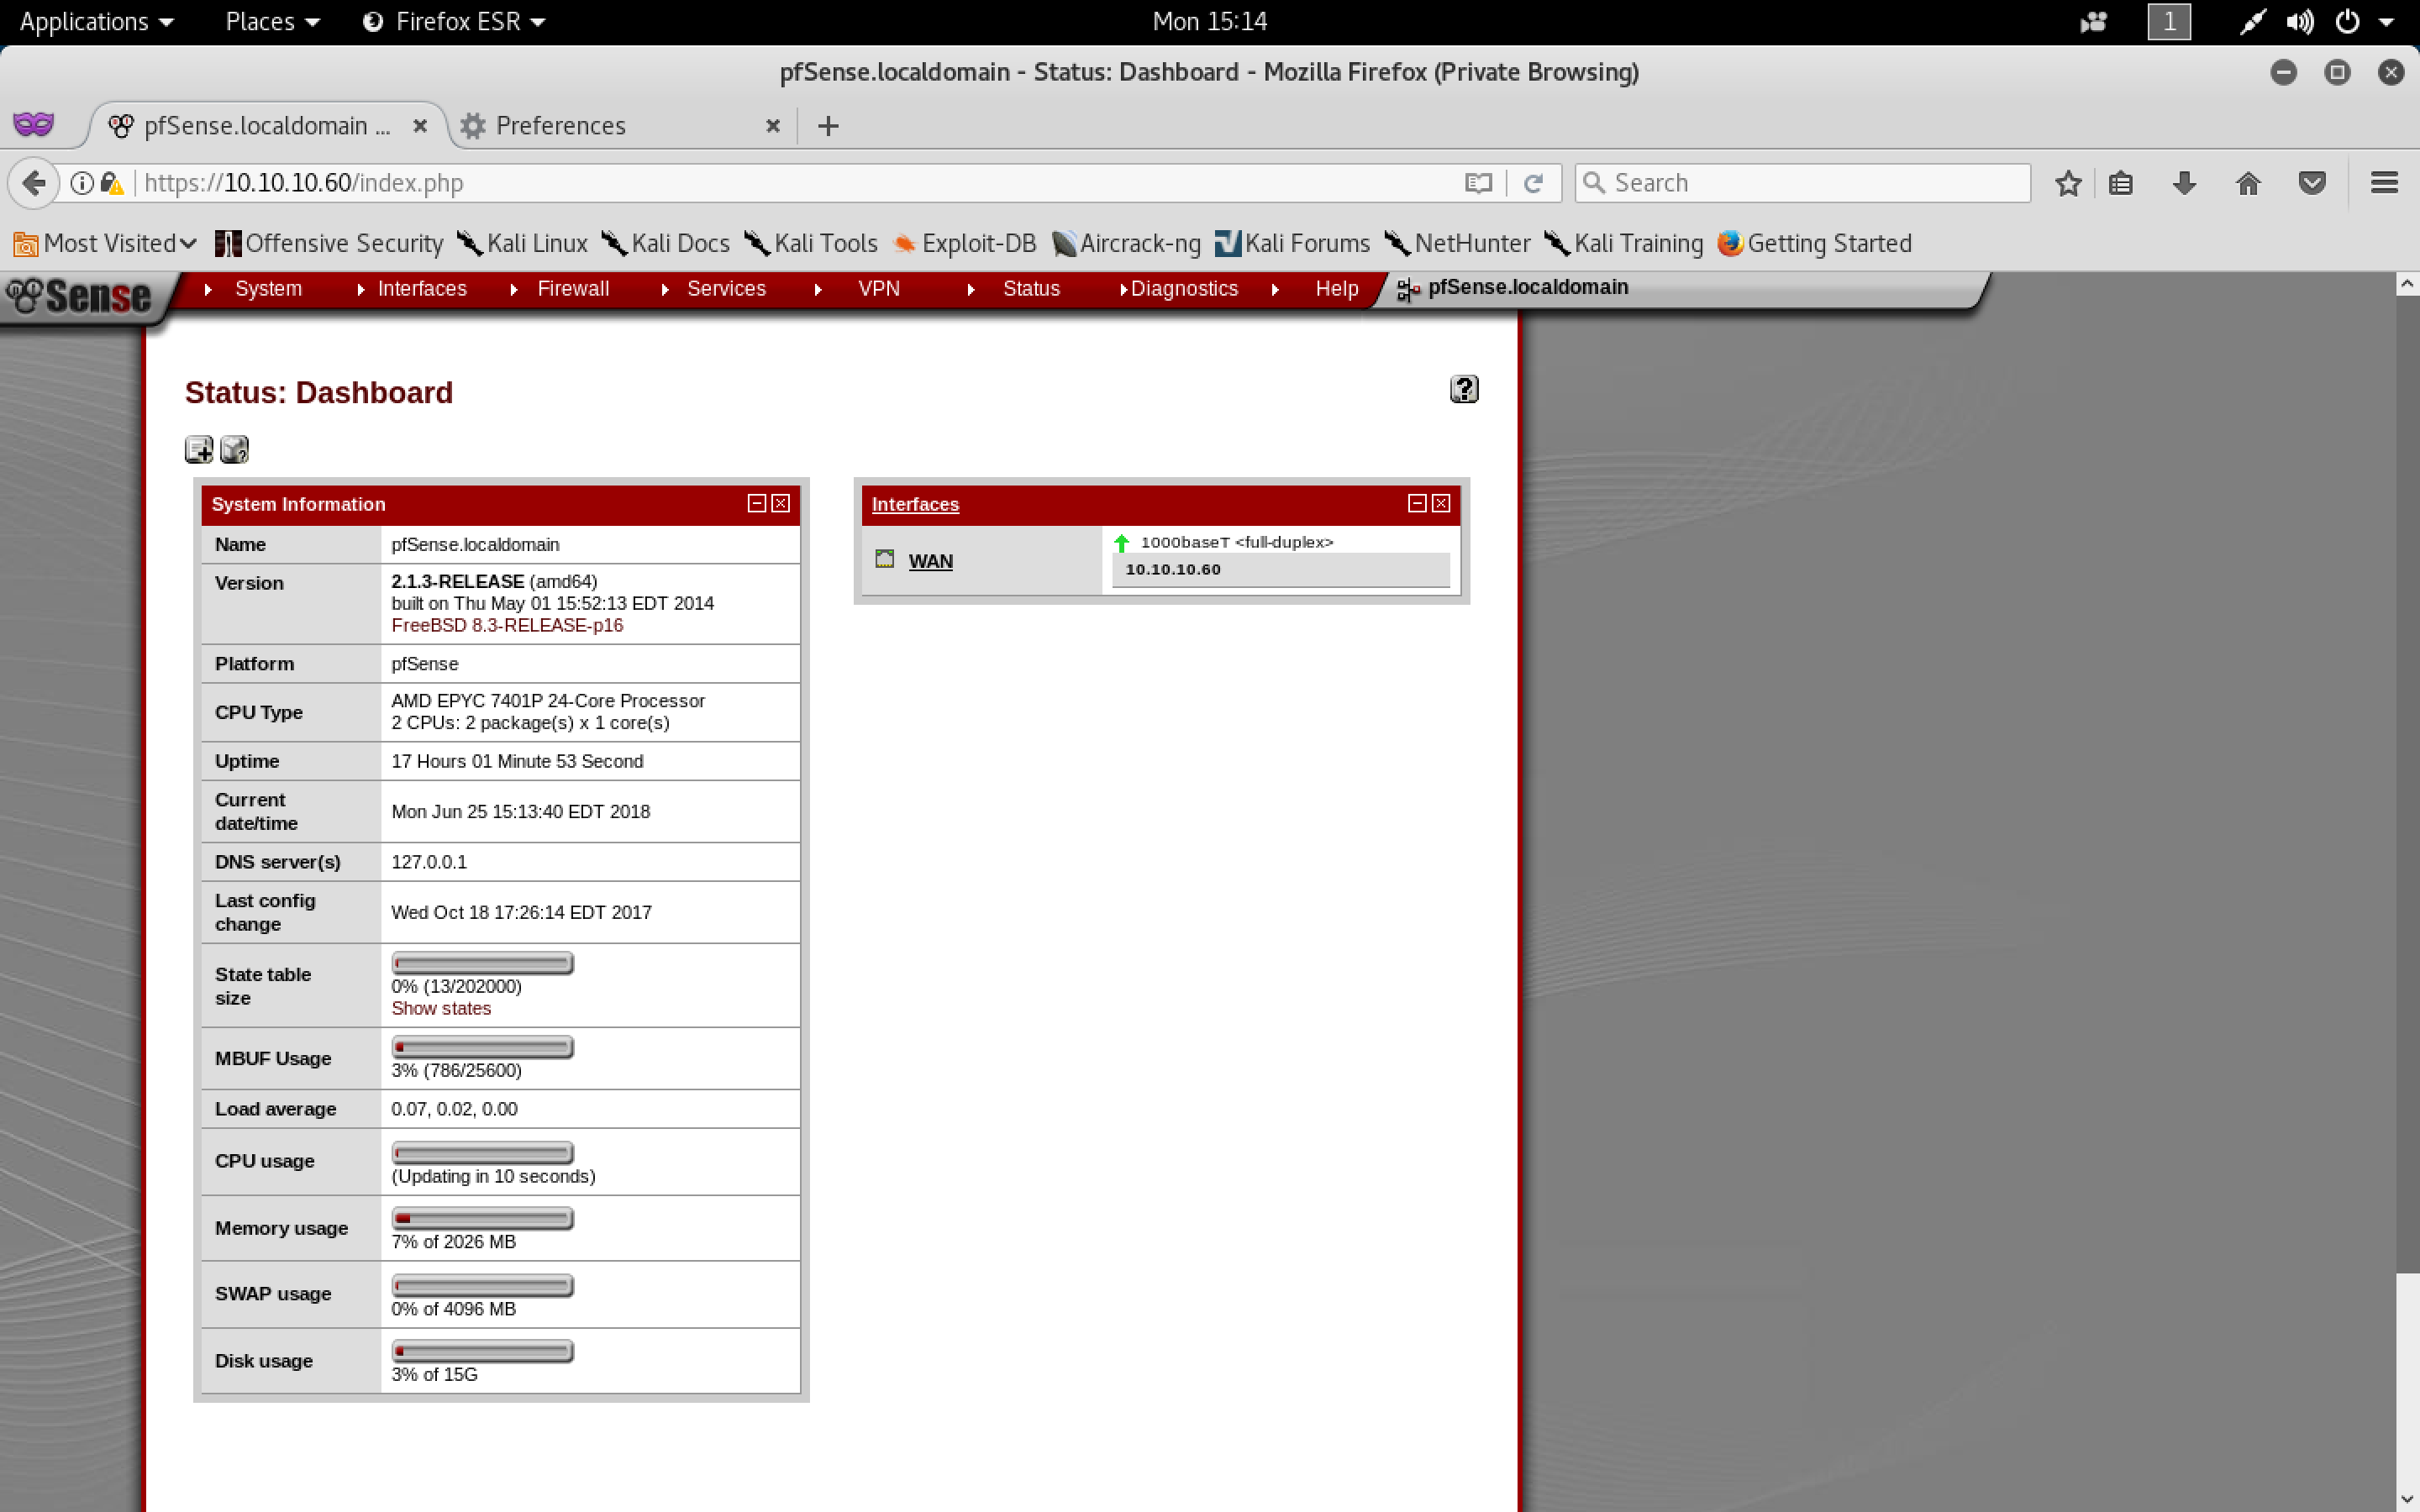 Applications Places Firefox ESR Mon 15:14 1
pfSense.localdomain - Status: Dashboard - Mozilla Firefox (Private Browsing)
pfSense.localdomain ... Preferences
https://10.10.10.60/index.php Search
Most Visited Offensive Security Kali Linux Kali Docs Kali Tools Exploit-DB Aircrack-ng Kali Forums NetHunter Kali Training Getting Started
Sense System Interfaces Firewall Services VPN Status Diagnostics Help pfSense.localdomain
Status: Dashboard
System Information
Name pfSense.localdomain
Version 2.1.3-RELEASE (amd64)
built on Thu May 01 15:52:13 EDT 2014
FreeBSD 8.3-RELEASE-p16
Platform pfSense
CPU Type AMD EPYC 7401P 24-Core Processor
2 CPUs: 2 package(s) x 1 core(s)
Uptime 17 Hours 01 Minute 53 Second
Current date/time Mon Jun 25 15:13:40 EDT 2018
DNS server(s) 127.0.0.1
Last config change Wed Oct 18 17:26:14 EDT 2017
State table size 0% (13/202000)
Show states
MBUF Usage 3% (786/25600)
Load average 0.07, 0.02, 0.00
CPU usage (Updating in 10 seconds)
Memory usage 7% of 2026 MB
SWAP usage 0% of 4096 MB
Disk usage 3% of 15G
Interfaces
WAN 1000baseT <full-duplex>
10.10.10.60